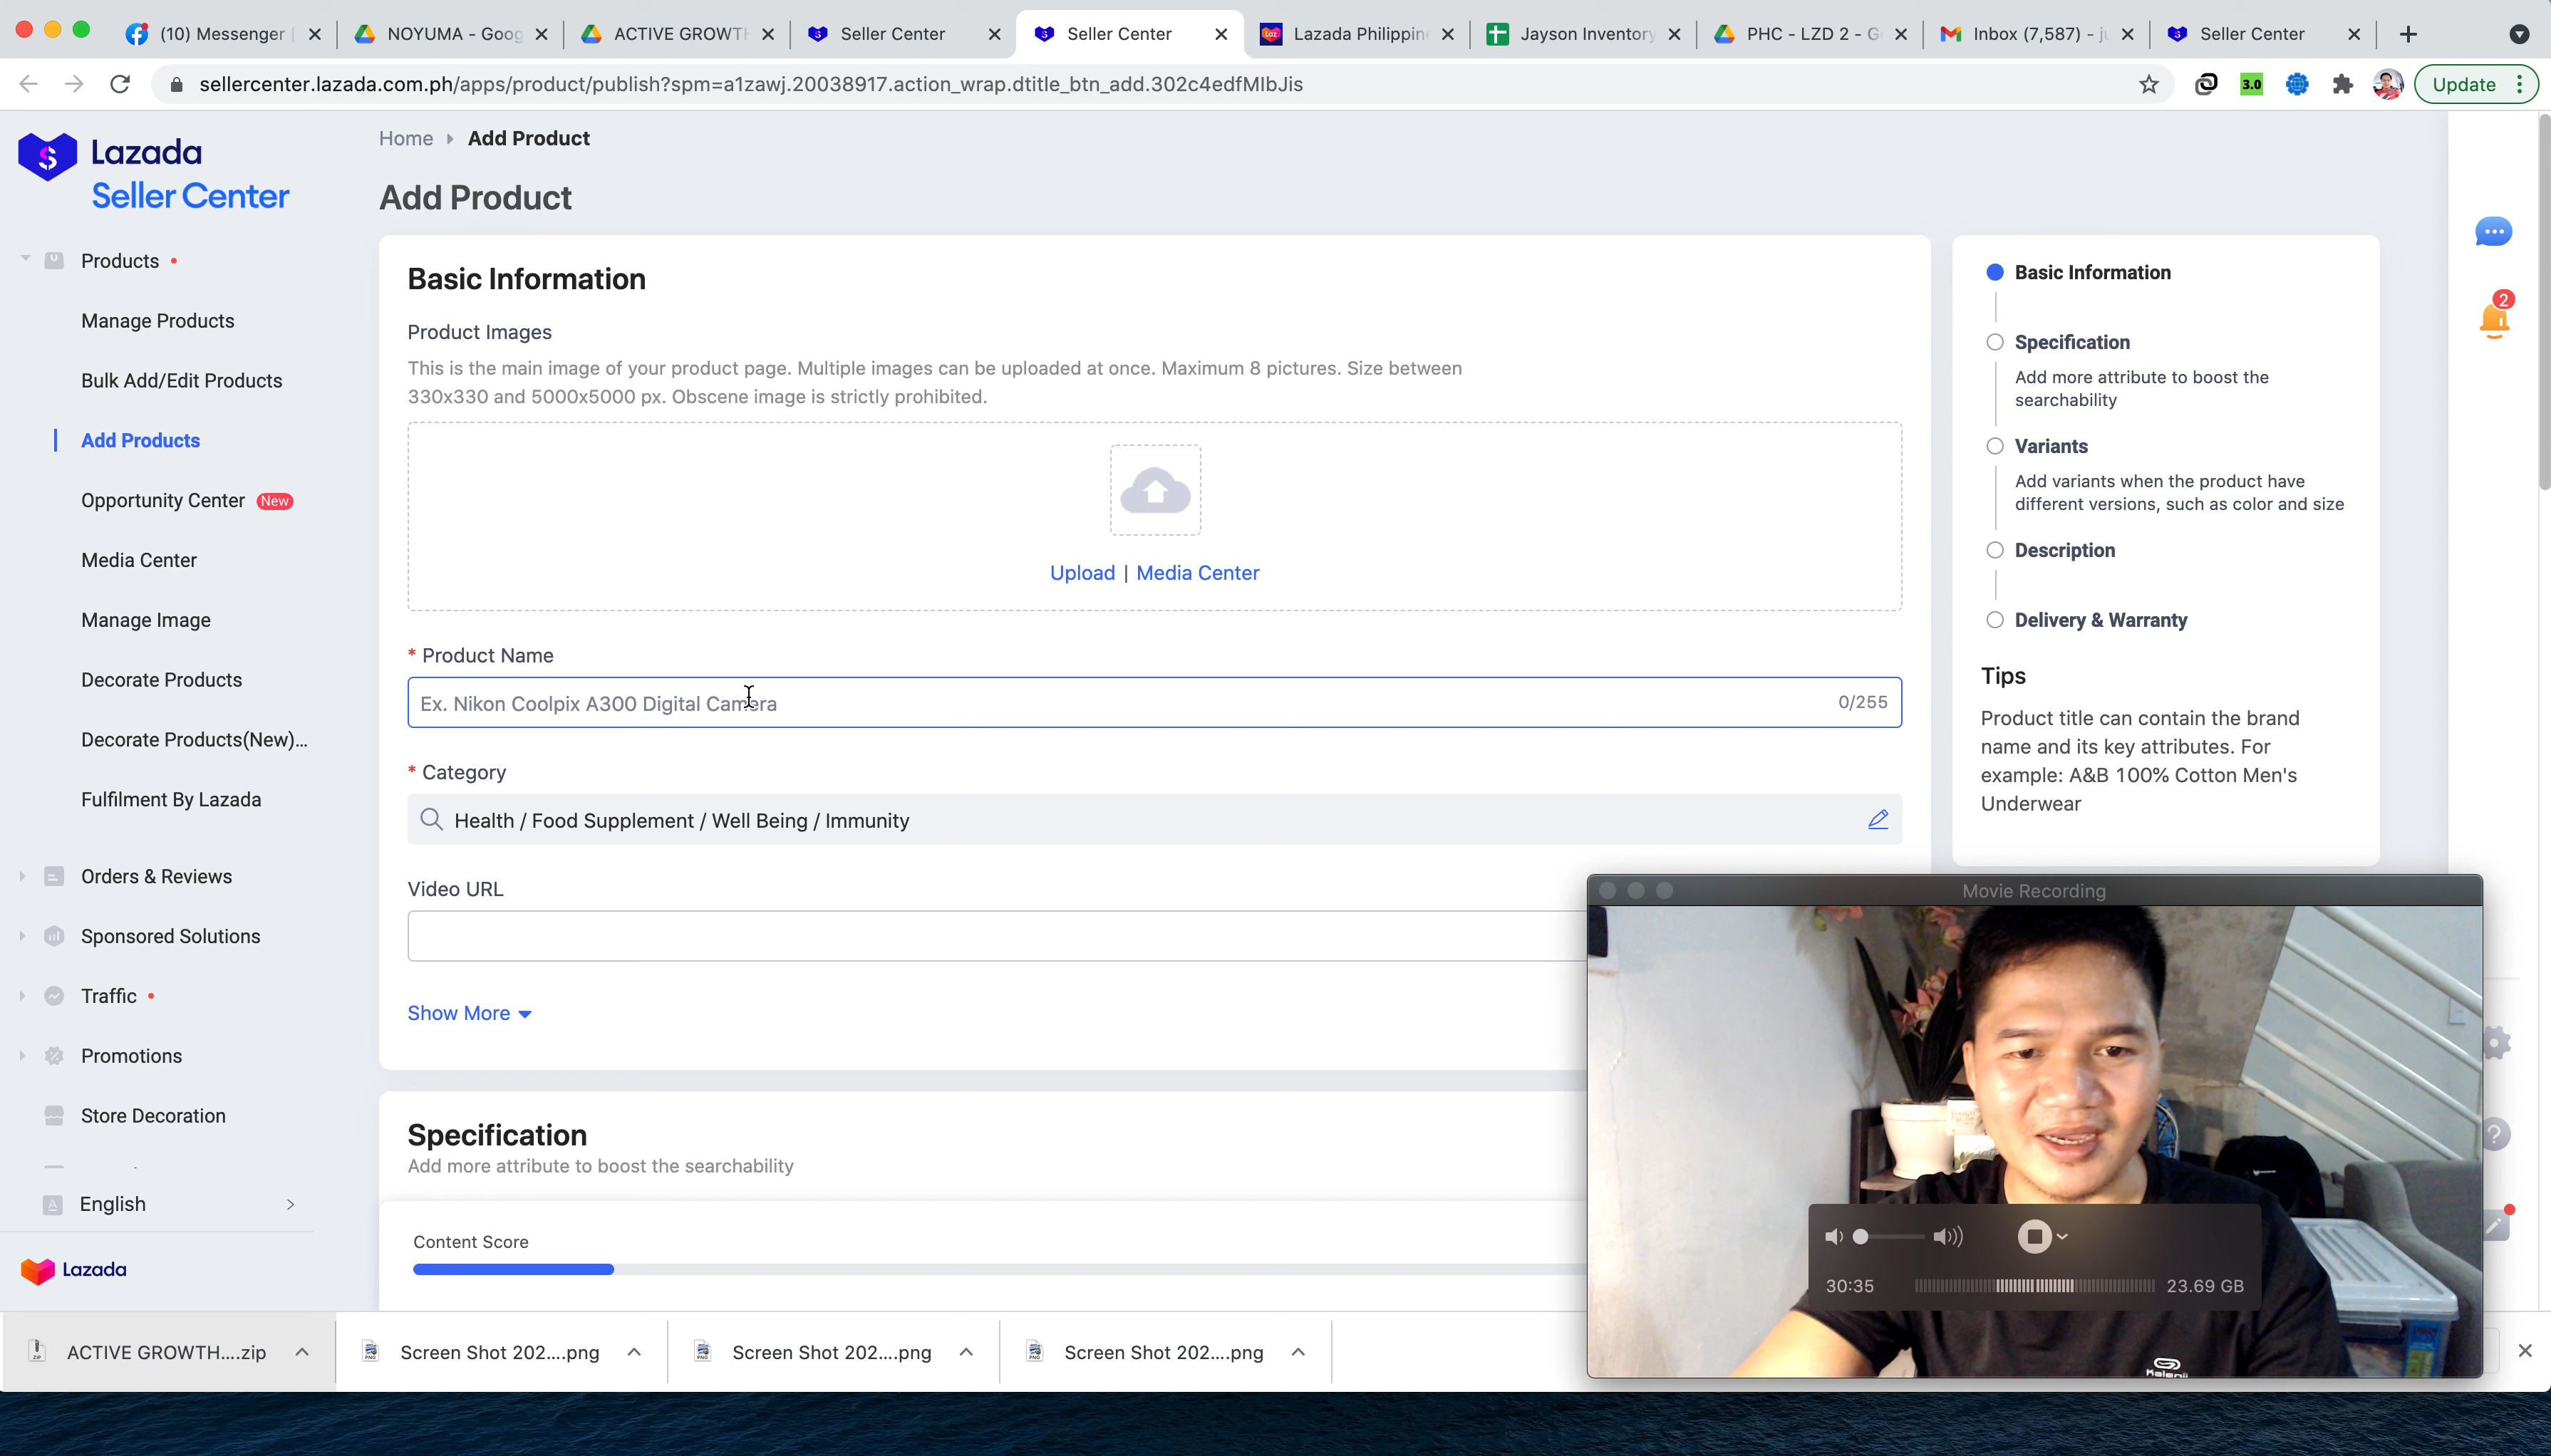 (10) Messenger
NOYUMA - Goog
ACTIVE GROWTH
Seller Center
Seller Center
Lazada Philippin
Jayson Inventory
PHC - LZD 2 - G
Inbox (7,587) - j
Seller Center
sellercenter.lazada.com.ph/apps/product/publish?spm=a1zawj.20038917.action_wrap.dtitle_btn_add.302c4edfMIbJis
3.0
Update
Lazada
Seller Center
Products
Manage Products
Bulk Add/Edit Products
Add Products
Opportunity Center New
Media Center
Manage Image
Decorate Products
Decorate Products(New)...
Fulfilment By Lazada
Orders & Reviews
Sponsored Solutions
Traffic
Promotions
Store Decoration
English
Lazada
Home Add Product
Add Product
Basic Information
Product Images
This is the main image of your product page. Multiple images can be uploaded at once. Maximum 8 pictures. Size between
330x330 and 5000x5000 px. Obscene image is strictly prohibited.
Upload | Media Center
* Product Name
Ex. Nikon Coolpix A300 Digital Camera
0/255
* Category
Health / Food Supplement / Well Being / Immunity
Video URL
Show More
Specification
Add more attribute to boost the searchability
Content Score
Basic Information
Specification
Add more attribute to boost the
searchability
Variants
Add variants when the product have
different versions, such as color and size
Description
Delivery & Warranty
Tips
Product title can contain the brand
name and its key attributes. For
example: A&B 100% Cotton Men's
Underwear
2
Movie Recording
30:35
23.69 GB
ACTIVE GROWTH....zip
Screen Shot 202....png
Screen Shot 202....png
Screen Shot 202....png